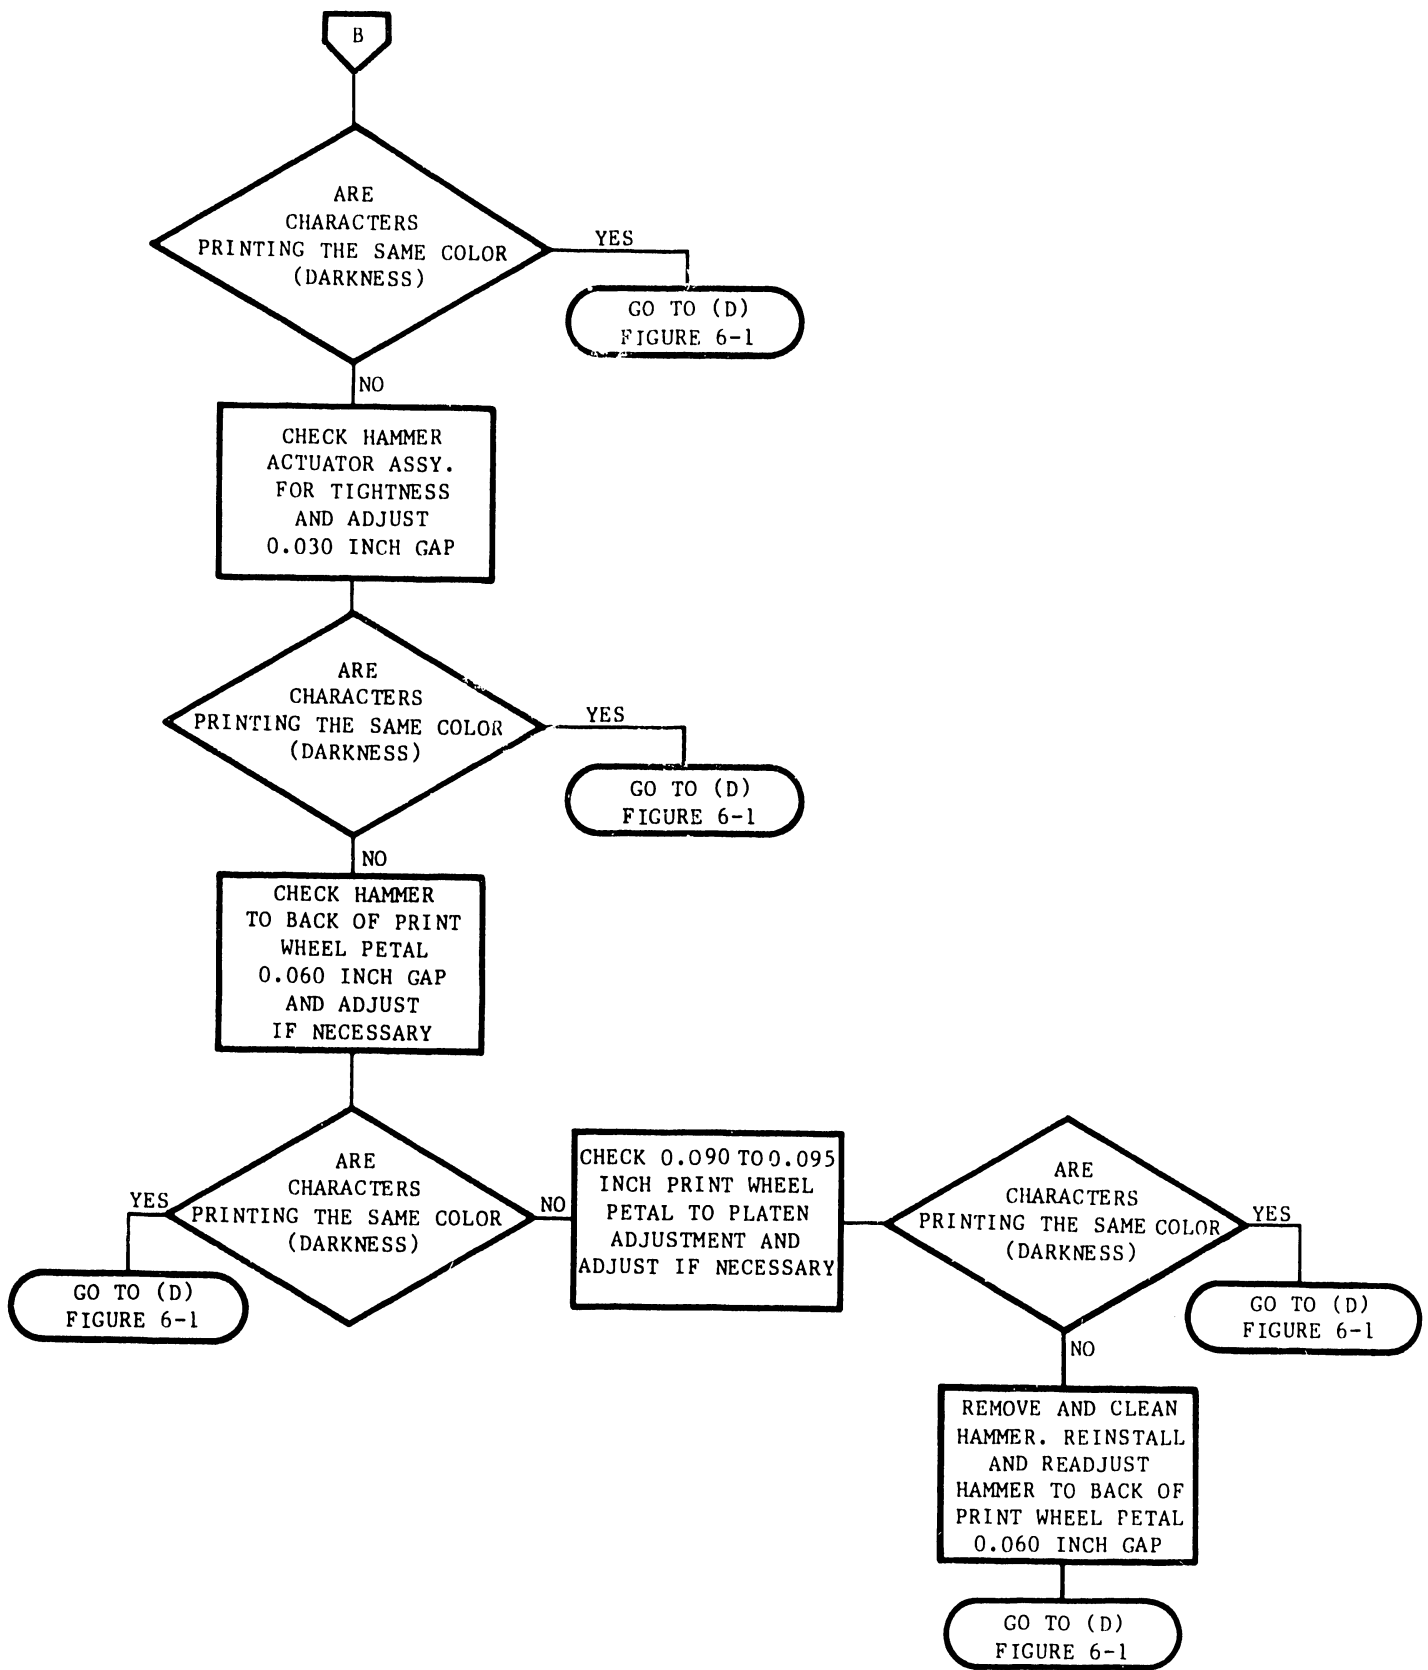 B
ARE
CHARACTERS
PRINTING THE SAME COLOR
(DARKNESS)
YES
GO TO (D)
FIGURE 6-1
NO
CHECK HAMMER
ACTUATOR ASSY.
FOR TIGHTNESS
AND ADJUST
0.030 INCH GAP
ARE
CHARACTERS
PRINTING THE SAME COLOR
(DARKNESS)
YES
GO TO (D)
FIGURE 6-1
NO
CHECK HAMMER
TO BACK OF PRINT
WHEEL PETAL
0.060 INCH GAP
AND ADJUST
IF NECESSARY
ARE
CHARACTERS
PRINTING THE SAME COLOR
(DARKNESS)
YES
GO TO (D)
FIGURE 6-1
NO
CHECK 0.090 TO 0.095
INCH PRINT WHEEL
PETAL TO PLATEN
ADJUSTMENT AND
ADJUST IF NECESSARY
ARE
CHARACTERS
PRINTING THE SAME COLOR
(DARKNESS)
YES
GO TO (D)
FIGURE 6-1
NO
REMOVE AND CLEAN
HAMMER. REINSTALL
AND READJUST
HAMMER TO BACK OF
PRINT WHEEL PETAL
0.060 INCH GAP
GO TO (D)
FIGURE 6-1